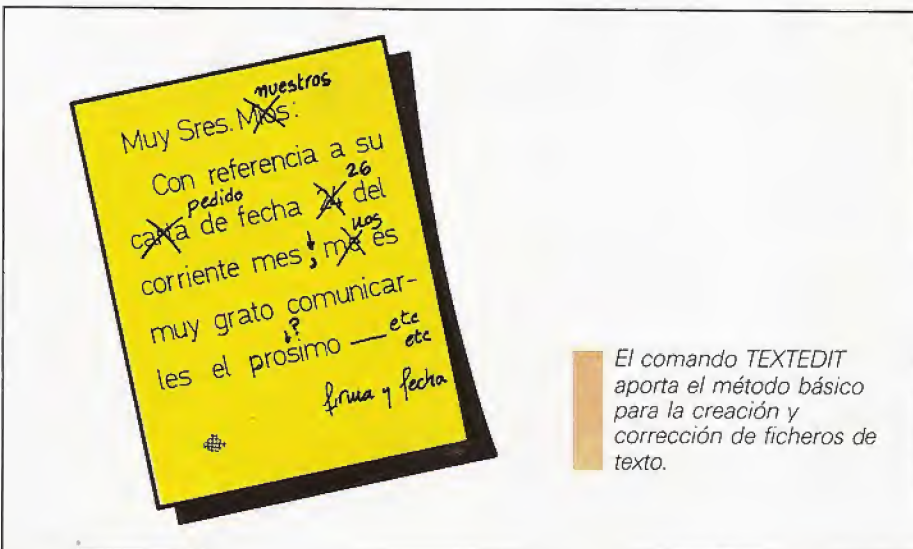 nuestros
Muy Sres. Mios:
Con referencia a su
pedido 26
carta de fecha 24 del
nos
corriente mes ; me es
muy grato comunicar-
?
les el prosimo — etc
etc
firma y fecha
El comando TEXTEDIT
aporta el método básico
para la creación y
corrección de ficheros de
texto.